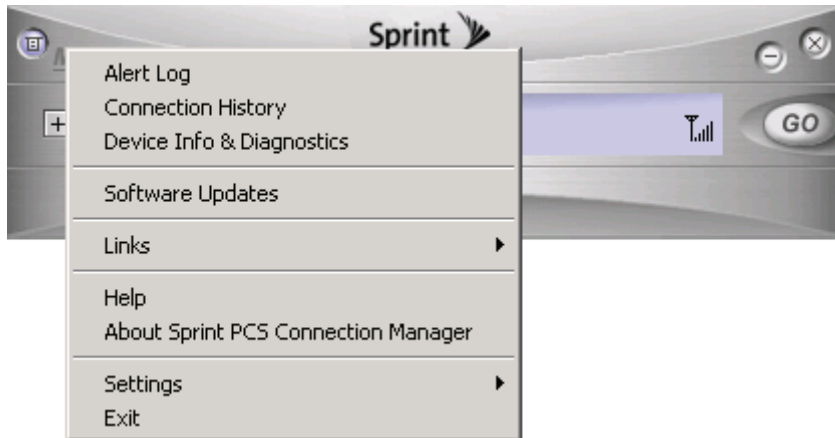 Sprint
Alert Log
Connection History
Device Info & Diagnostics
GO
Software Updates
Links
Help
About Sprint PCS Connection Manager
Settings
Exit